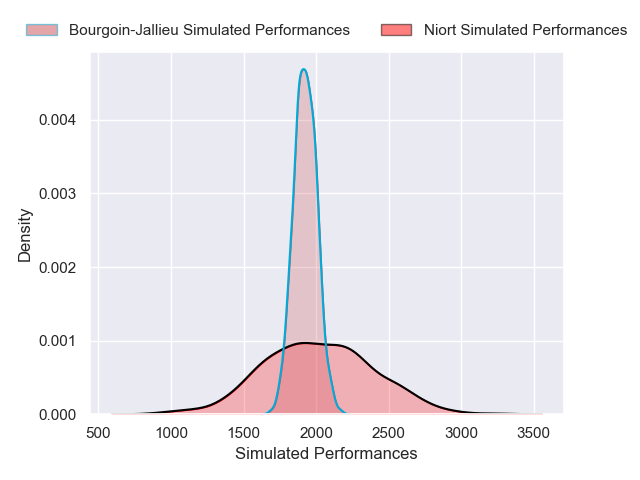 Bourgoin-Jallieu Simulated Performances Niort Simulated Performances
0.004
0.003
Density
0.002
0.001
0.000
500 1000 1500 2000 2500 3000 3500
Simulated Performances